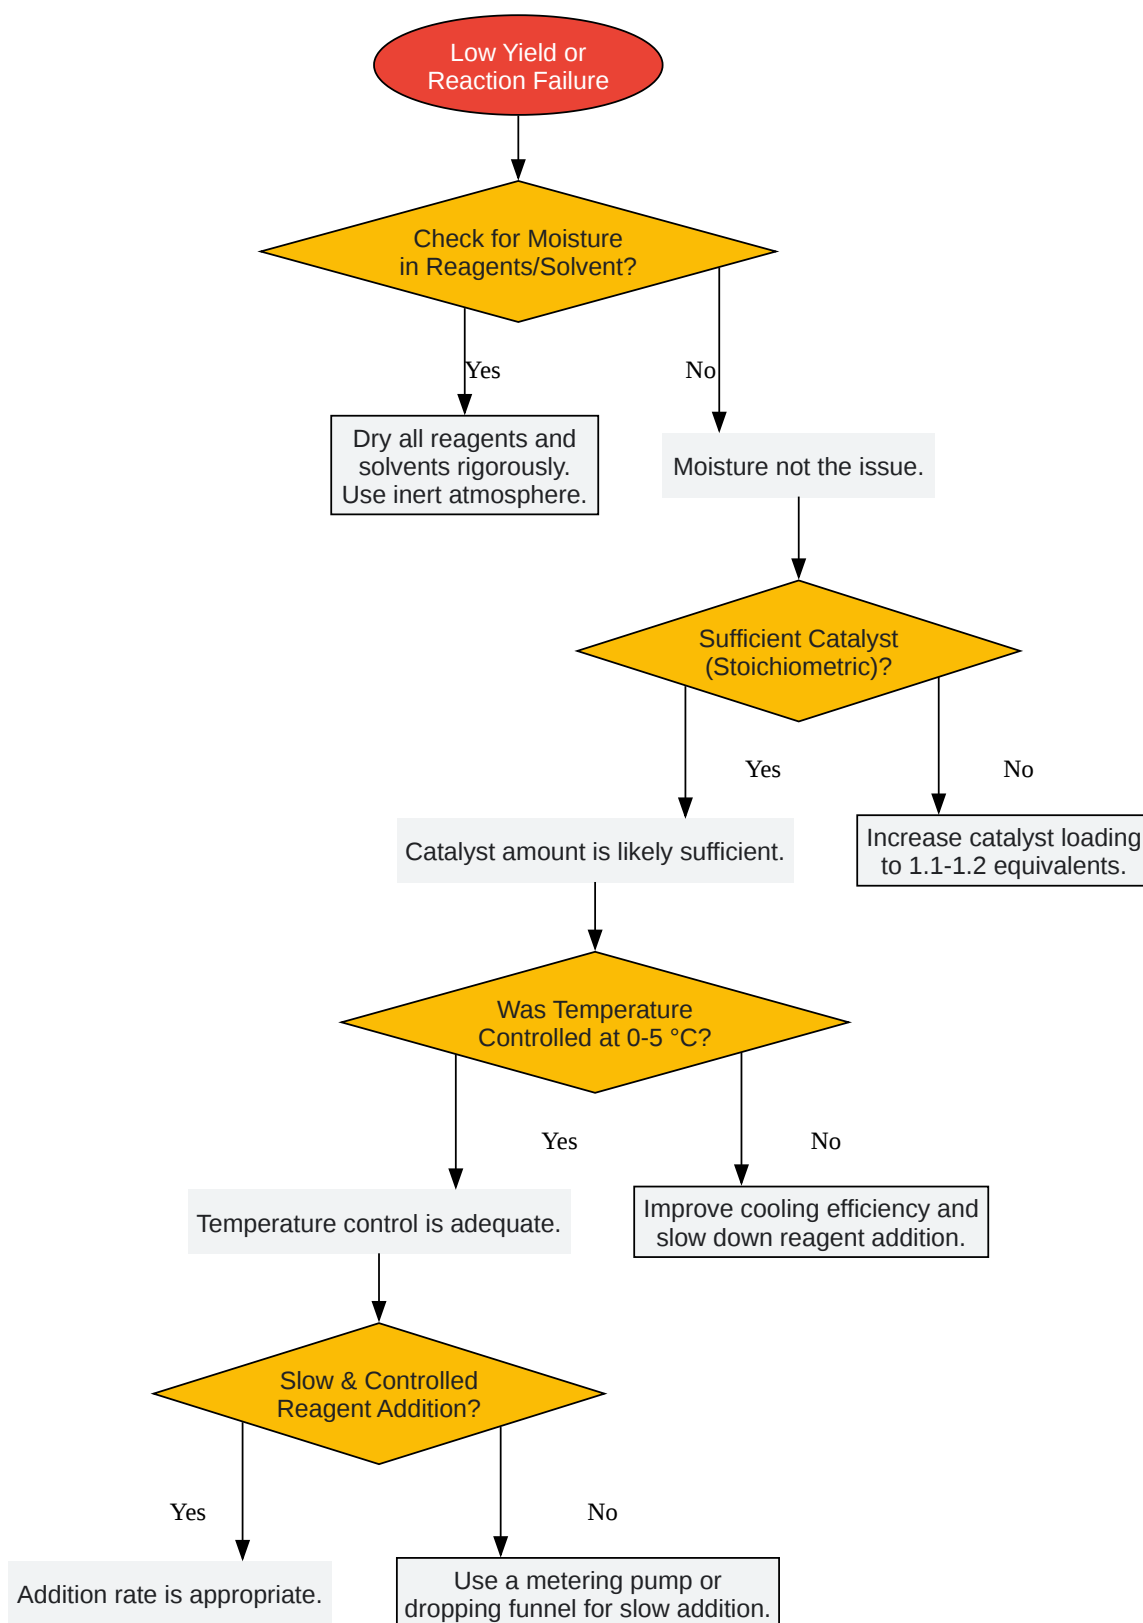 Low Yield or
Reaction Failure
Check for Moisture
in Reagents/Solvent?
Yes
No
Dry all reagents and
solvents rigorously.
Use inert atmosphere.
Moisture not the issue.
Sufficient Catalyst
(Stoichiometric)?
Yes
No
Catalyst amount is likely sufficient.
Increase catalyst loading
to 1.1-1.2 equivalents.
Was Temperature
Controlled at 0-5 °C?
Yes
No
Temperature control is adequate.
Improve cooling efficiency and
slow down reagent addition.
Slow & Controlled
Reagent Addition?
Yes
No
Addition rate is appropriate.
Use a metering pump or
dropping funnel for slow addition.